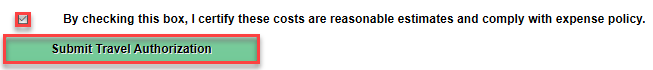 By checking this box, I certify these costs are reasonable estimates and comply with expense policy.
Submit Travel Authorization